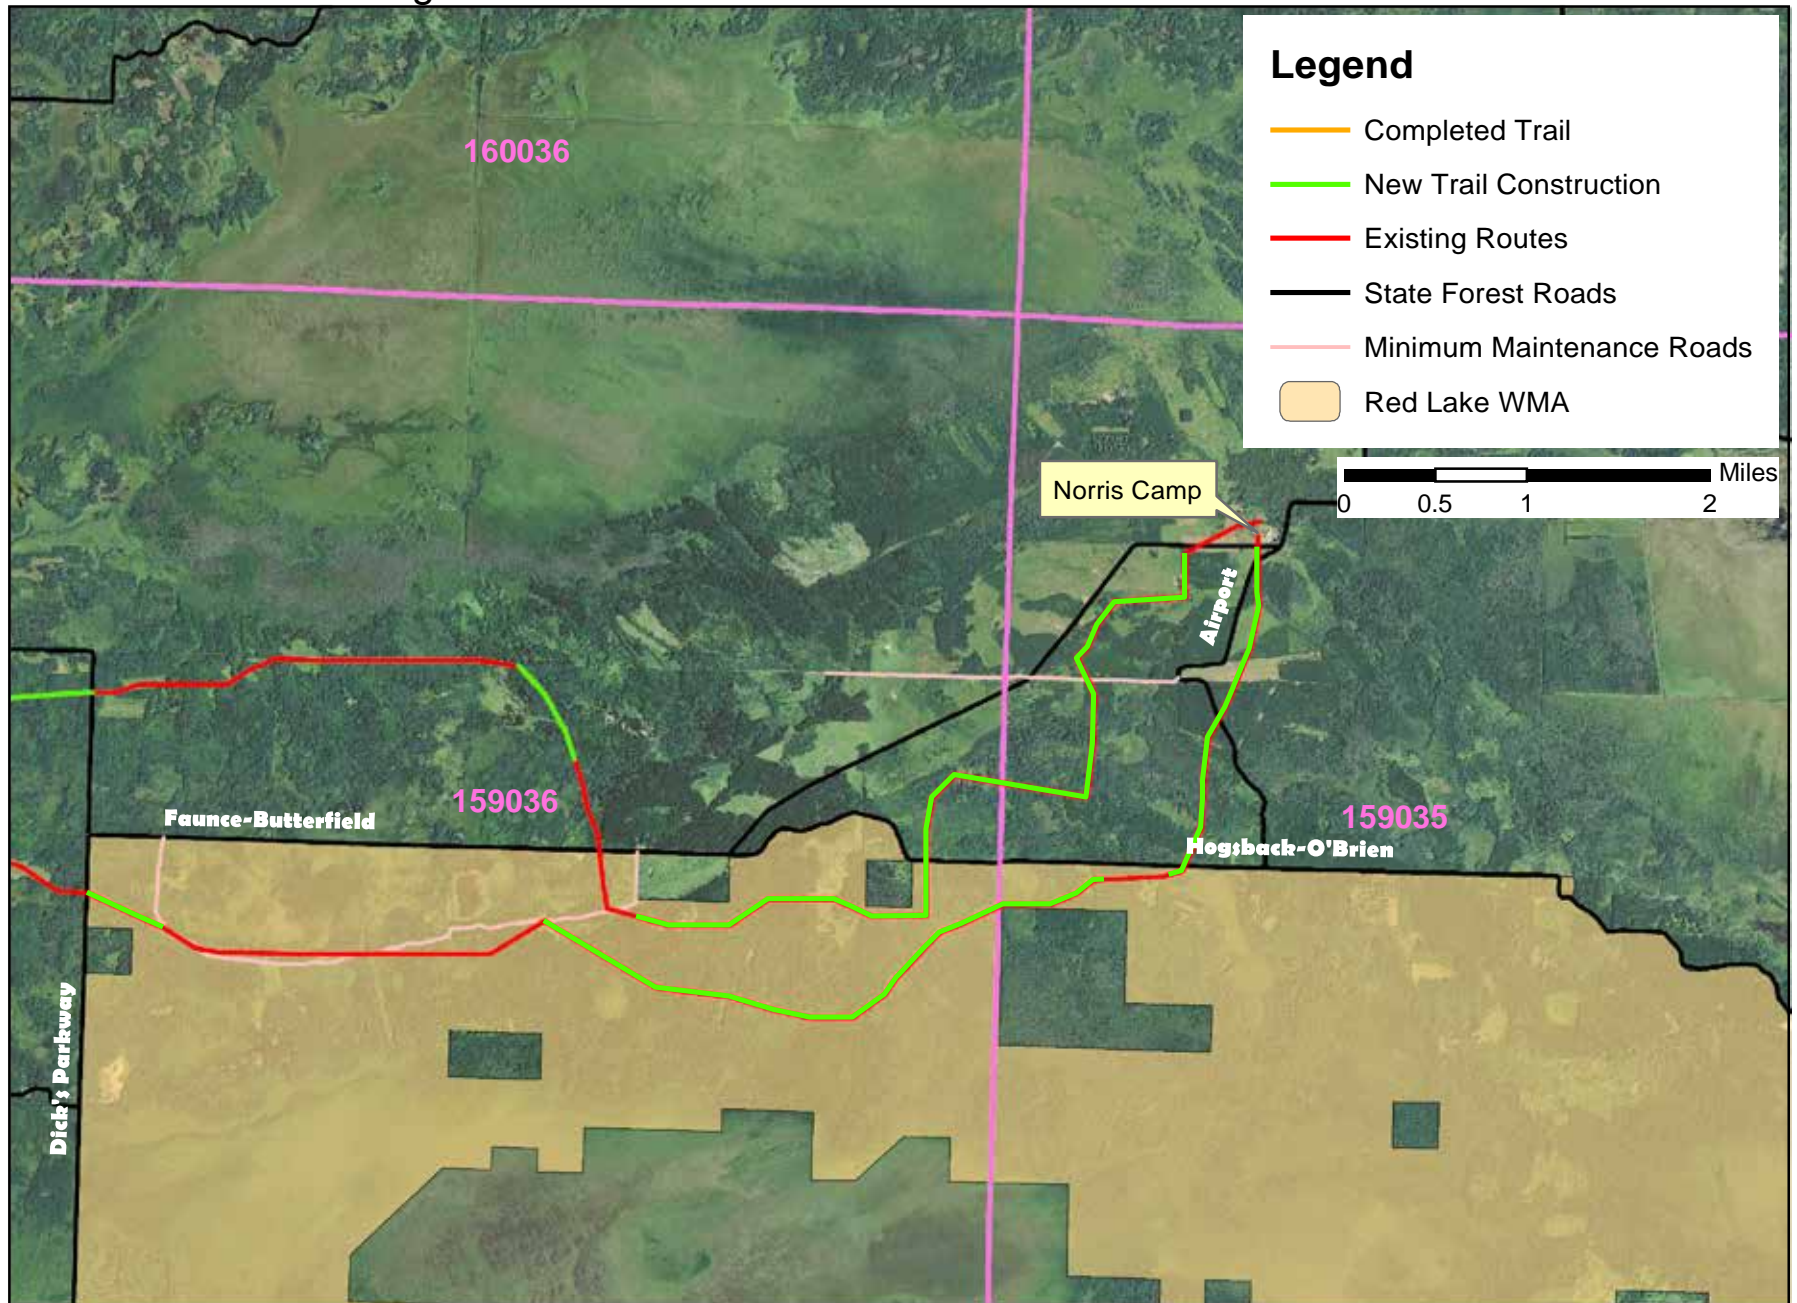 160036
Legend
Completed Trail
New Trail Construction
Existing Routes
State Forest Roads
Minimum Maintenance Roads
Red Lake WMA
Miles
0 0.5 1 2
Norris Camp
Airport
159036
159035
Faunce-Butterfield
Hogsback-O'Brien
Dick's Parkway